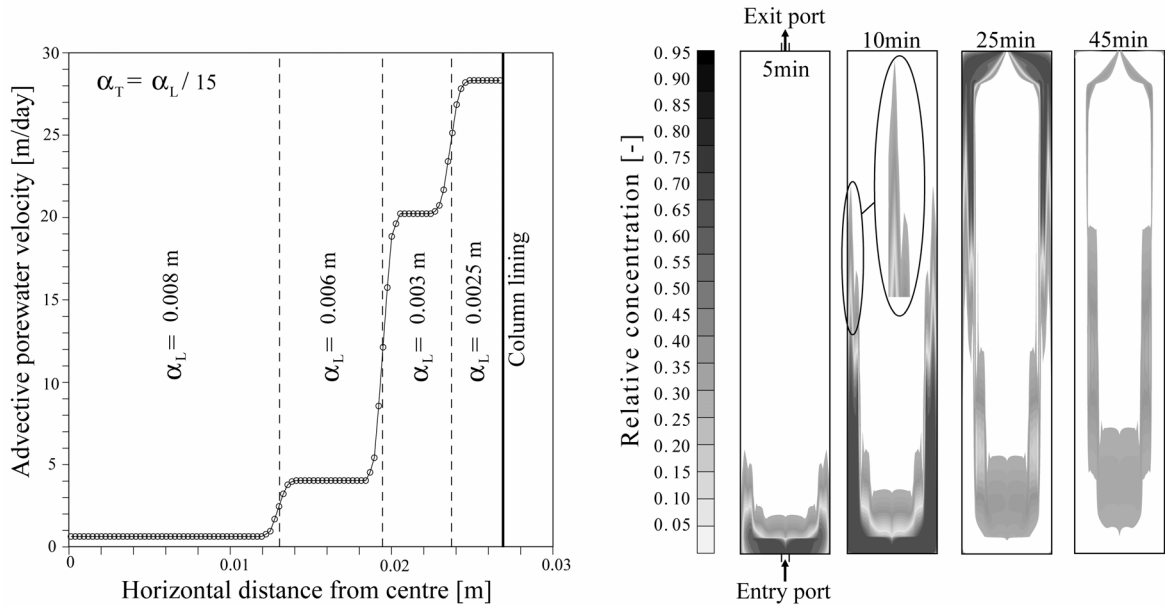 α_T = α_L / 15
Advective porewater velocity [m/day]
30
25
20
15
10
5
0
α_L = 0.008 m
α_L = 0.006 m
α_L = 0.003 m
α_L = 0.0025 m
Column lining
0
0.01
0.02
0.03
Horizontal distance from centre [m]
Relative concentration [-]
0.95
0.90
0.85
0.80
0.75
0.70
0.65
0.60
0.55
0.50
0.45
0.40
0.35
0.30
0.25
0.20
0.15
0.10
0.05
Exit port
5min
10min
25min
45min
Entry port